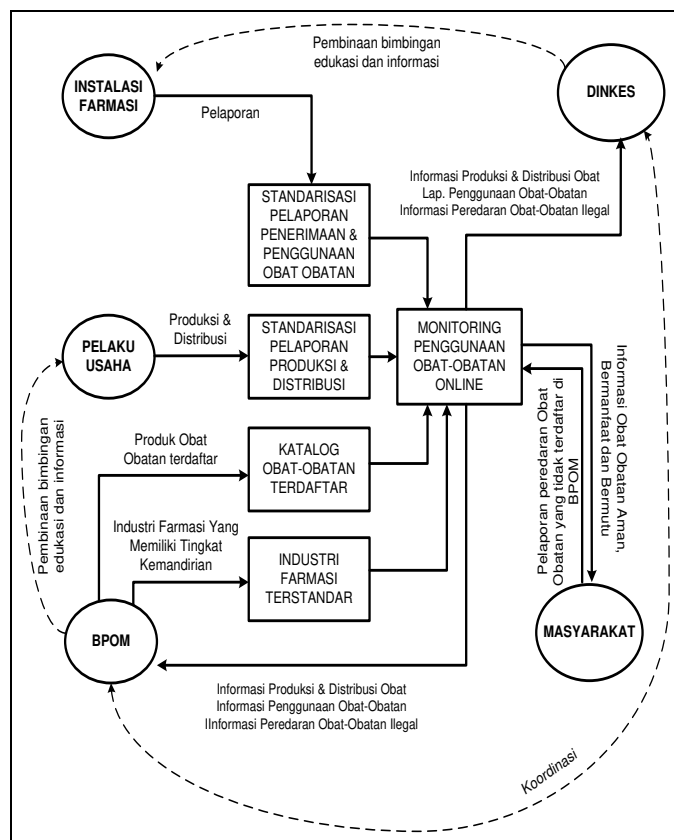 Pembinaan bimbingan
edukasi dan informasi
INSTALASI
FARMASI
DINKES
Pelaporan
Informasi Produksi & Distribusi Obat
Lap. Penggunaan Obat-Obatan
Informasi Peredaran Obat-Obatan Ilegal
STANDARISASI
PELAPORAN
PENERIMAAN &
PENGGUNAAN
OBAT OBATAN
PELAKU
USAHA
Produksi &
Distribusi
STANDARISASI
PELAPORAN
PRODUKSI &
DISTRIBUSI
MONITORING
PENGGUNAAN
OBAT-OBATAN
ONLINE
Informasi Obat Obatan Aman,
Bermanfaat dan Bermutu
Pelaporan peredaran Obat
Obatan yang tidak terdaftar di
BPOM
Pembinaan bimbingan
edukasi dan informasi
Produk Obat
Obatan terdaftar
KATALOG
OBAT-OBATAN
TERDAFTAR
Industri Farmasi Yang
Memiliki Tingkat
Kemandirian
INDUSTRI
FARMASI
TERSTANDAR
BPOM
MASYARAKAT
Informasi Produksi & Distribusi Obat
Informasi Penggunaan Obat-Obatan
IInformasi Peredaran Obat-Obatan Ilegal
Koordinasi